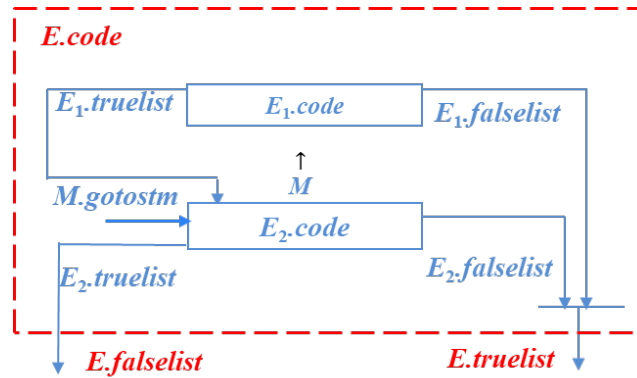 E.code
E₁.truelist
E₁.code
E₁.falselist
↑
M
M.gotostm
E₂.code
E₂.truelist
E₂.falselist
E.falselist
E.truelist